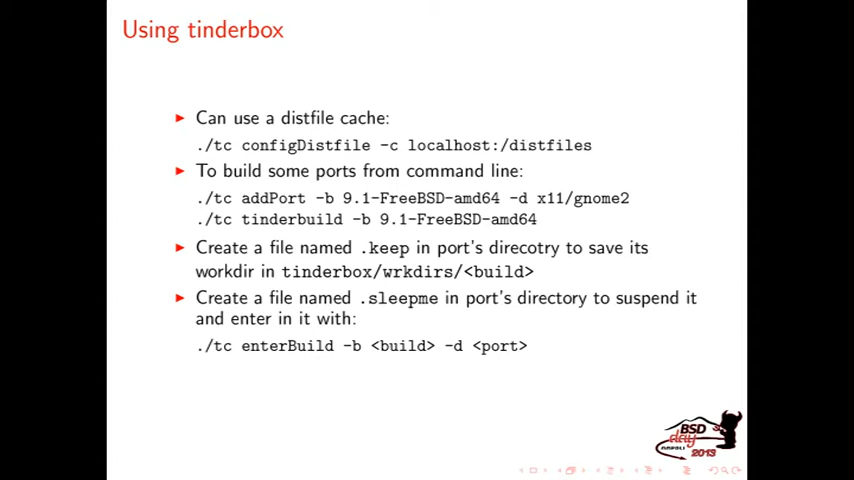 Using tinderbox
Can use a distfile cache:
./tc configDistfile -c localhost:/distfiles
To build some ports from command line:
./tc addPort -b 9.1-FreeBSD-amd64 -d x11/gnome2
./tc tinderbuild -b 9.1-FreeBSD-amd64
Create a file named .keep in port's direcotry to save its
workdir in tinderbox/wrkdirs/<build>
Create a file named .sleepme in port's directory to suspend it
and enter in it with:
./tc enterBuild -b <build> -d <port>
BSD
day
NAPOLI
2013